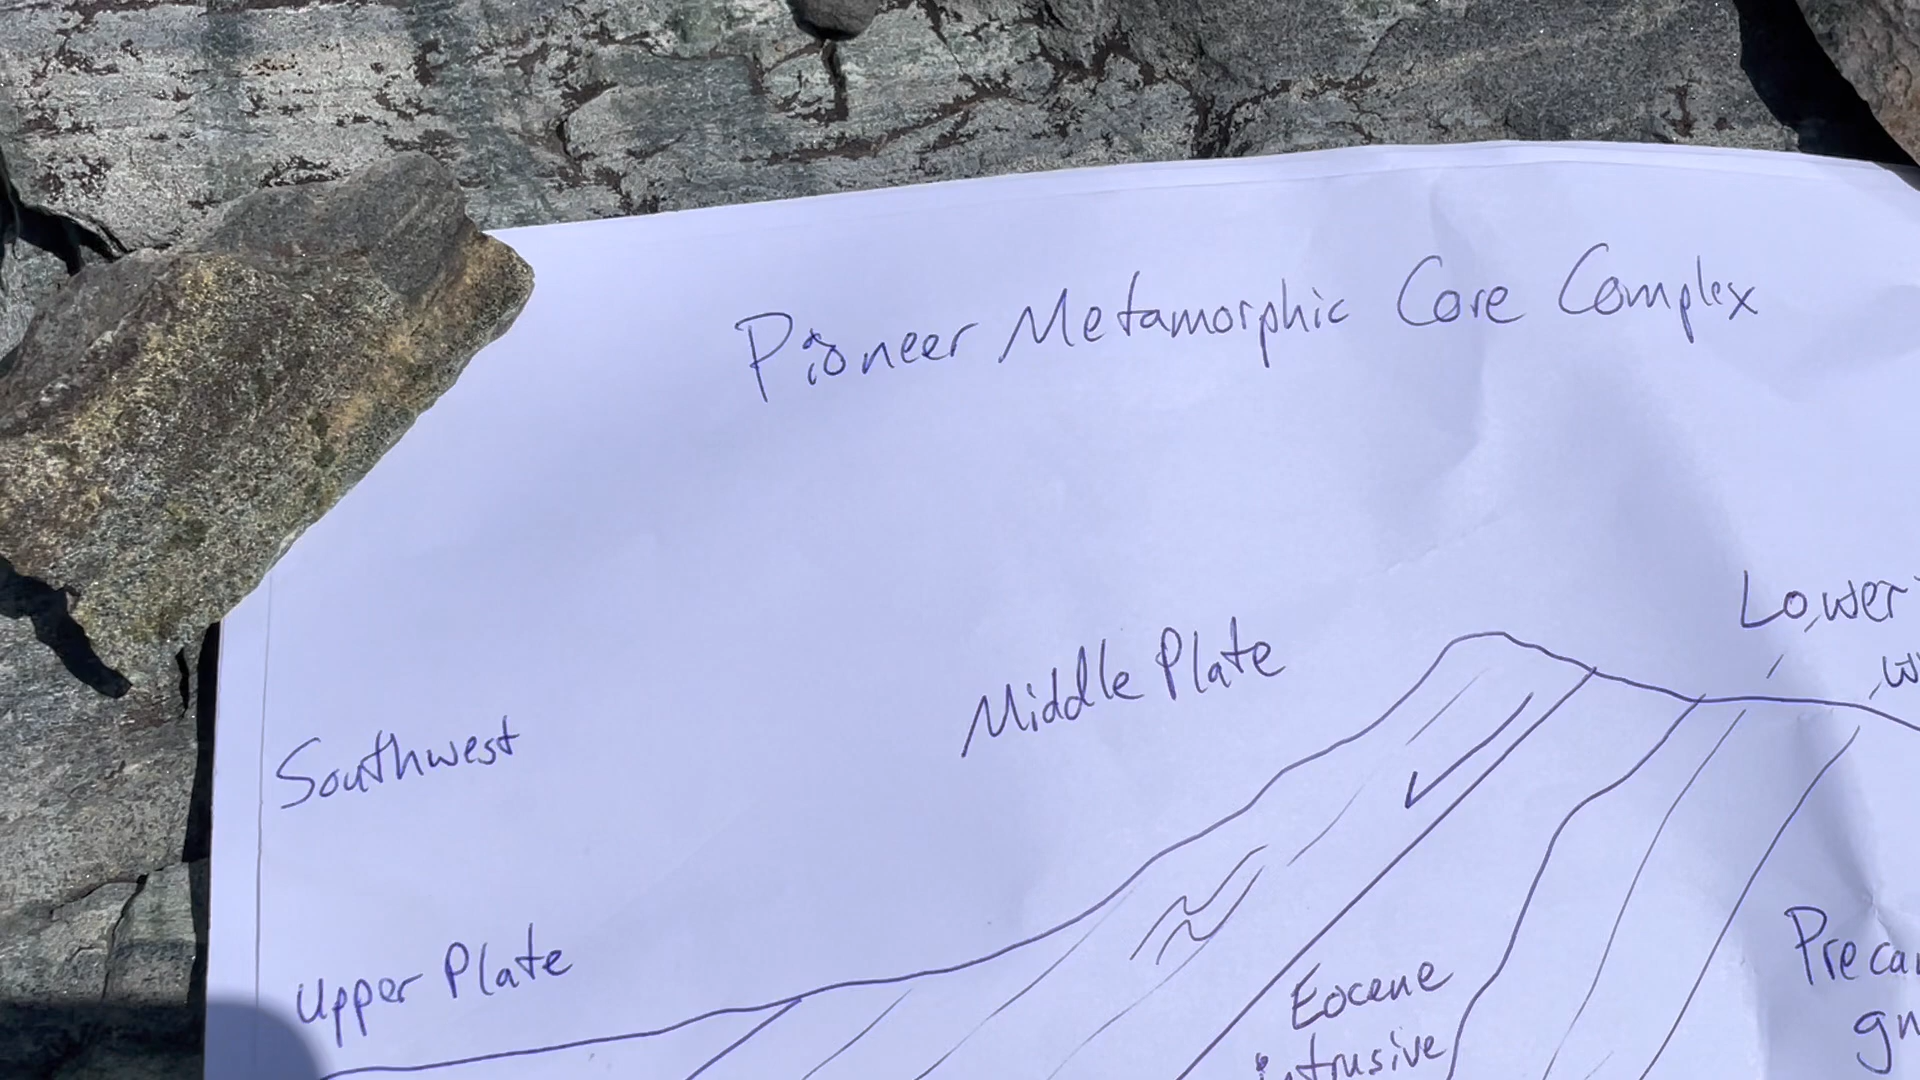 Pioneer Metamorphic Core Complex
Lower
Middle Plate
Southwest
Upper Plate
Eocene
intrusive